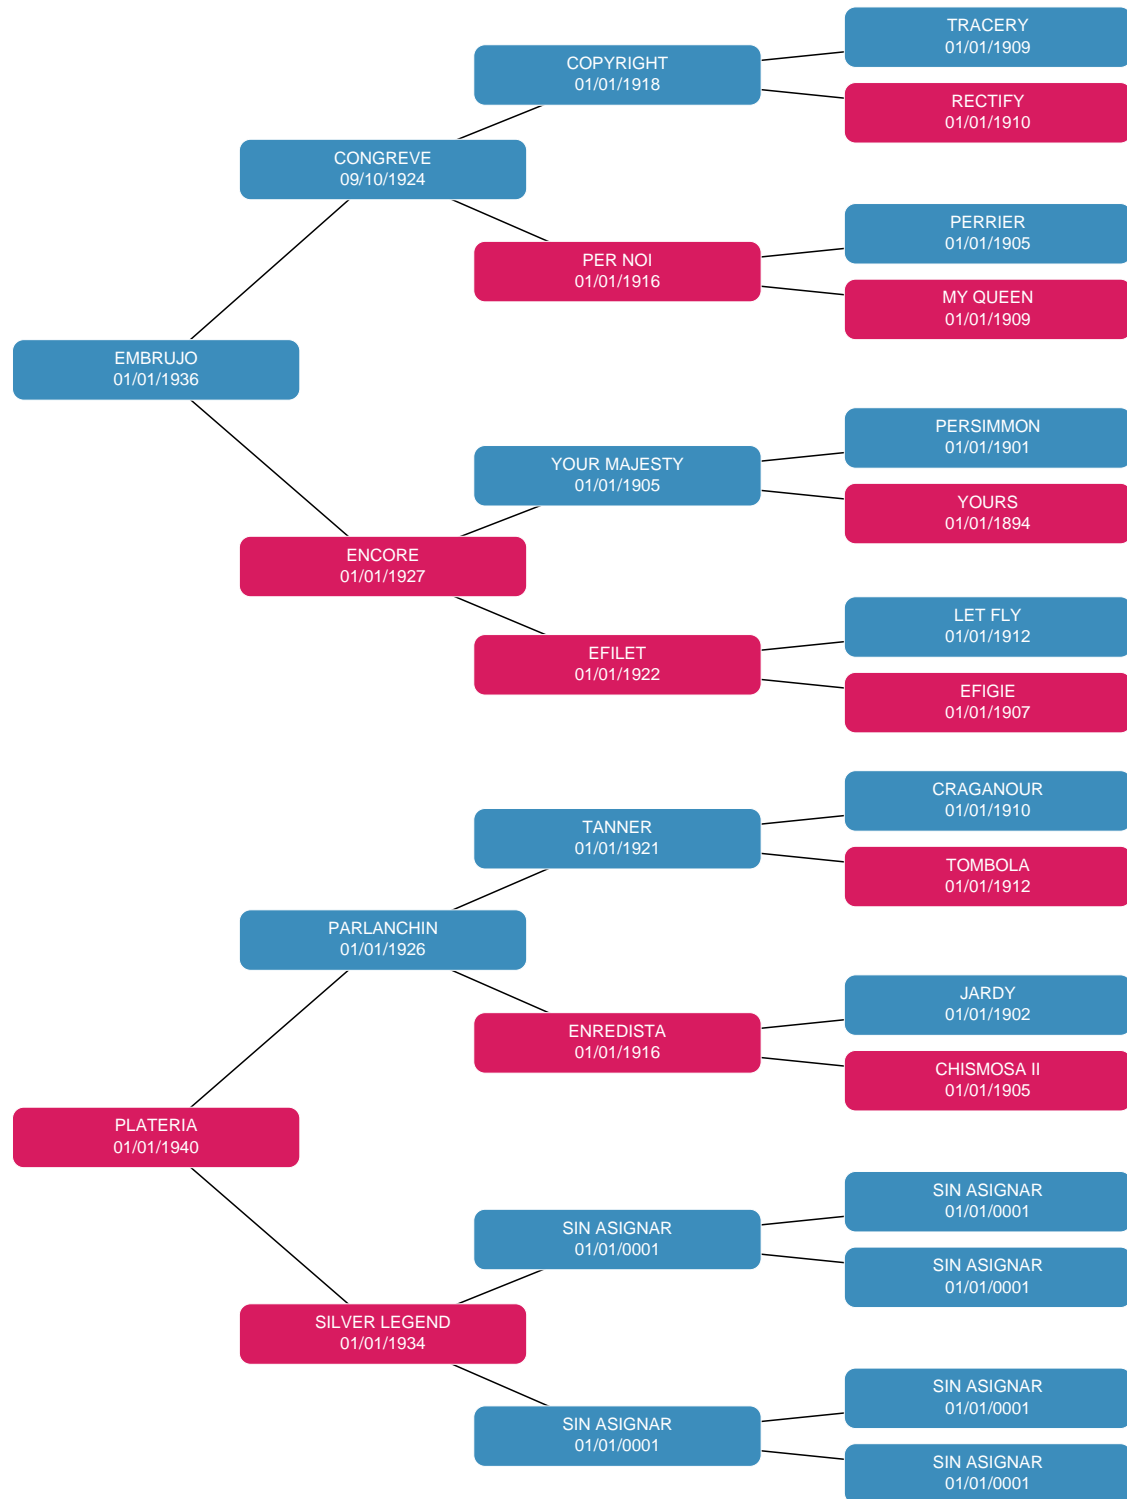 TRACERY
01/01/1909
COPYRIGHT
01/01/1918
RECTIFY
01/01/1910
CONGREVE
09/10/1924
PERRIER
01/01/1905
PER NOI
01/01/1916
MY QUEEN
01/01/1909
EMBRUJO
01/01/1936
PERSIMMON
01/01/1901
YOUR MAJESTY
01/01/1905
YOURS
01/01/1894
ENCORE
01/01/1927
LET FLY
01/01/1912
EFILET
01/01/1922
EFIGIE
01/01/1907
CRAGANOUR
01/01/1910
TANNER
01/01/1921
TOMBOLA
01/01/1912
PARLANCHIN
01/01/1926
JARDY
01/01/1902
ENREDISTA
01/01/1916
CHISMOSA II
01/01/1905
PLATERIA
01/01/1940
SIN ASIGNAR
01/01/0001
SIN ASIGNAR
01/01/0001
SIN ASIGNAR
01/01/0001
SILVER LEGEND
01/01/1934
SIN ASIGNAR
01/01/0001
SIN ASIGNAR
01/01/0001
SIN ASIGNAR
01/01/0001